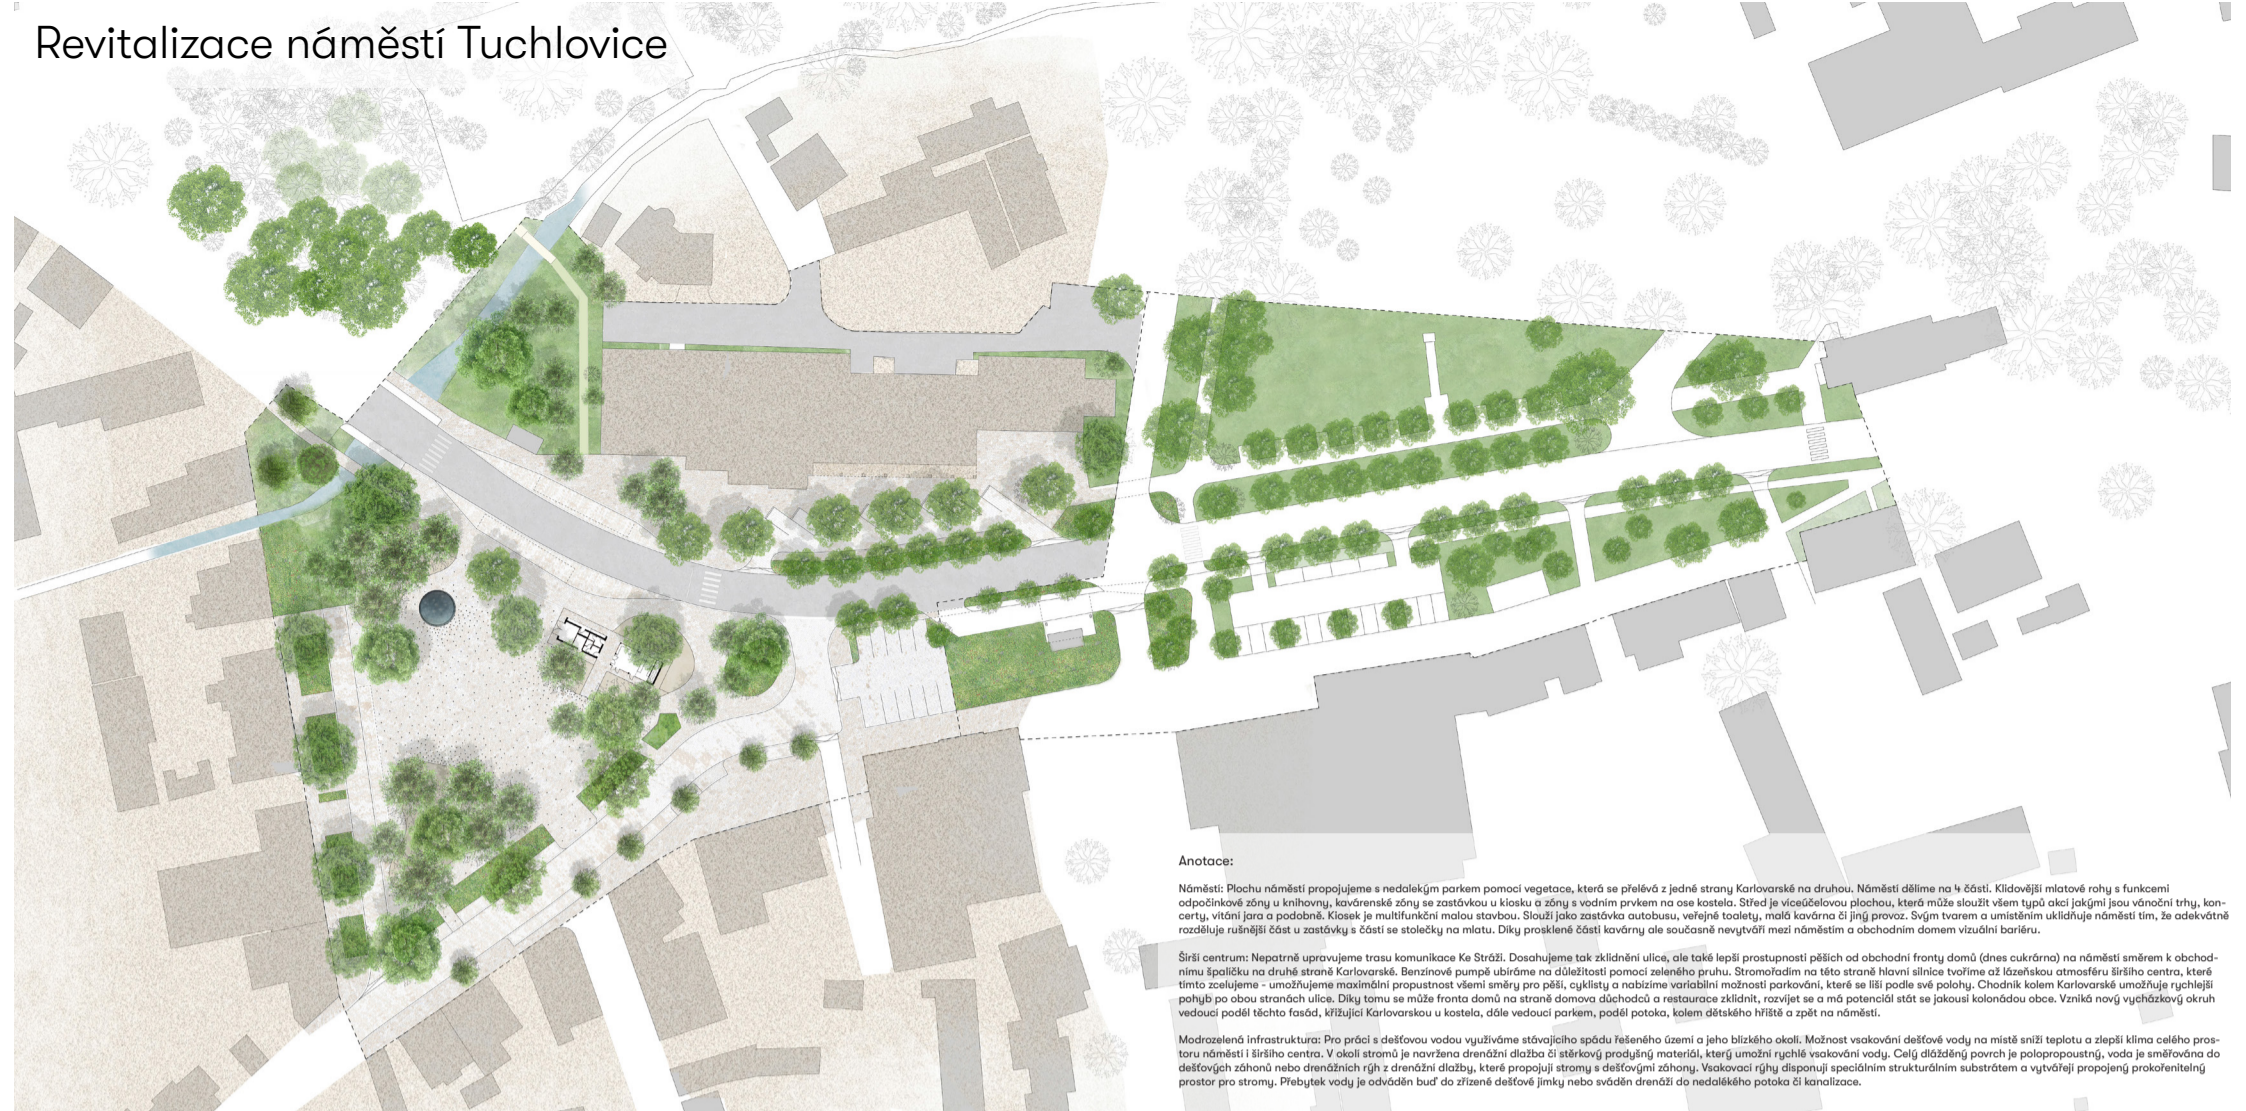 Revitalizace náměstí Tuchlovice
Anotace:
Náměstí: Plochu náměstí propojujeme s nedalekým parkem pomocí vegetace, která se přelévá z jedné strany Karlovarské na druhou. Náměstí dělíme na 4 části. Klidovější mlatové rohy s funkcemi
odpočinkové zóny u knihovny, kavárenské zóny se zastávkou u kiosku a zóny s vodním prvkem na ose kostela. Střed je víceúčelovou plochou, která může sloužit všem typů akcí jakými jsou vánoční trhy, kon-
certy, vítání jara a podobně. Kiosek je multifunkční malou stavbou. Slouží jako zastávka autobusu, veřejné toalety, malá kavárna či jiný provoz. Svým tvarem a umístěním uklidňuje náměstí tím, že adekvátně
rozděluje rušnější část u zastávky s částí se stolečky na mlatu. Díky prosklené části kavárny ale současně nevytváří mezi náměstím a obchodním domem vizuální bariéru.
Širší centrum: Nepatrně upravujeme trasu komunikace Ke Stráži. Dosahujeme tak zklidnění ulice, ale také lepší prostupnosti pěších od obchodní fronty domů (dnes cukrárna) na náměstí směrem k obchod-
nímu špalíčku na druhé straně Karlovarské. Benzínové pumpě ubíráme na důležitosti pomocí zeleného pruhu. Stromořadím na této straně hlavní silnice tvoříme až lázeňskou atmosféru širšího centra, které
tímto zcelujeme - umožňujeme maximální propustnost všemi směry pro pěší, cyklisty a nabízíme variabilní možnosti parkování, které se liší podle své polohy. Chodník kolem Karlovarské umožňuje rychlejší
pohyb po obou stranách ulice. Díky tomu se může fronta domů na straně domova důchodců a restaurace zklidnit, rozvíjet se a má potenciál stát se jakousi kolonádou obce. Vzniká nový vycházkový okruh
vedoucí podél těchto fasád, křižující Karlovarskou u kostela, dále vedoucí parkem, podél potoka, kolem dětského hřiště a zpět na náměstí.
Modrozelená infrastruktura: Pro práci s dešťovou vodou využíváme stávajícího spádu řešeného území a jeho blízkého okolí. Možnost vsakování dešťové vody na místě sníží teplotu a zlepší klima celého pros-
toru náměstí i širšího centra. V okolí stromů je navržena drenážní dlažba či štěrkový prodyšný materiál, který umožní rychlé vsakování vody. Celý dlážděný povrch je polopropoustný, voda je směřována do
dešťových záhonů nebo drenážních rýh z drenážní dlažby, které propojují stromy s dešťovými záhony. Vsakovací rýhy disponují speciálním strukturálním substrátem a vytvářejí propojený prokořenitelný
prostor pro stromy. Přebytek vody je odváděn buď do zřízené dešťové jímky nebo sváděn drenáží do nedalékého potoka či kanalizace.